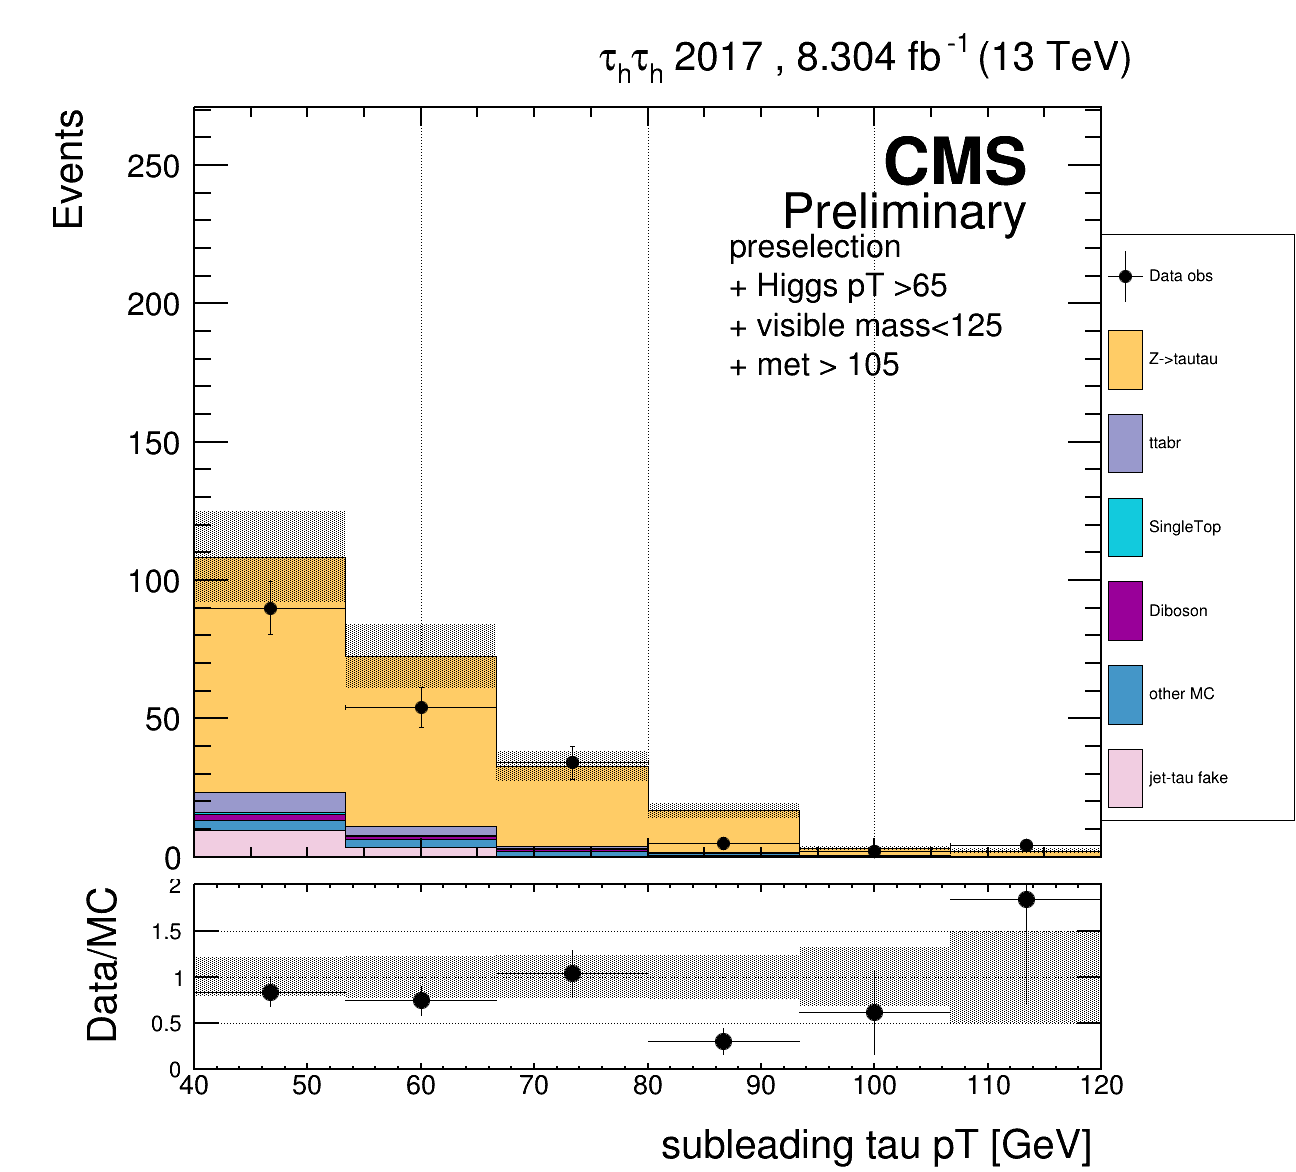 τhτh 2017 , 8.304 fb-1 (13 TeV)
Events
CMS
Preliminary
preselection
+ Higgs pT >65
+ visible mass<125
+ met > 105
250
200
150
100
50
0
Data obs
Z->tautau
ttabr
SingleTop
Diboson
other MC
jet-tau fake
Data/MC
2
1.5
1
0.5
0
40 50 60 70 80 90 100 110 120
subleading tau pT [GeV]